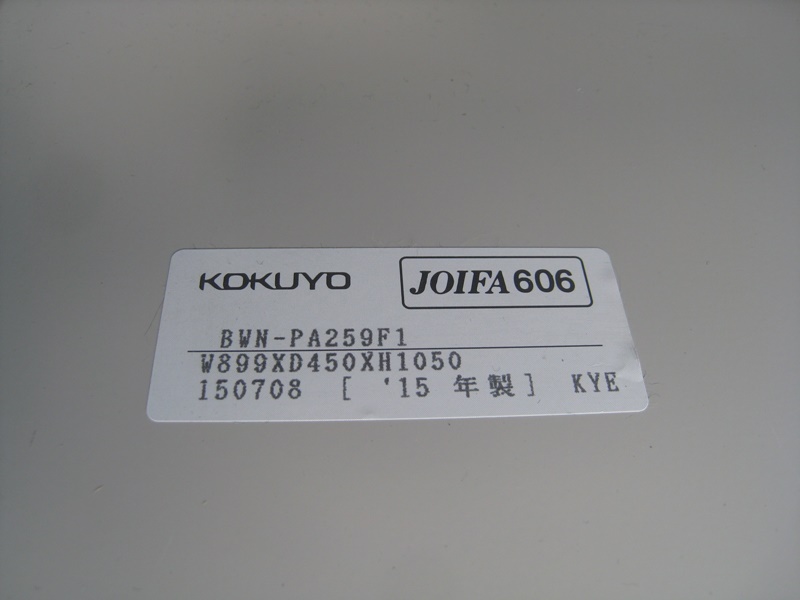 KOKUYO JOIFA606
BWN-PA259F1
W899XD450XH1050
150708 [ '15 年製] KYE